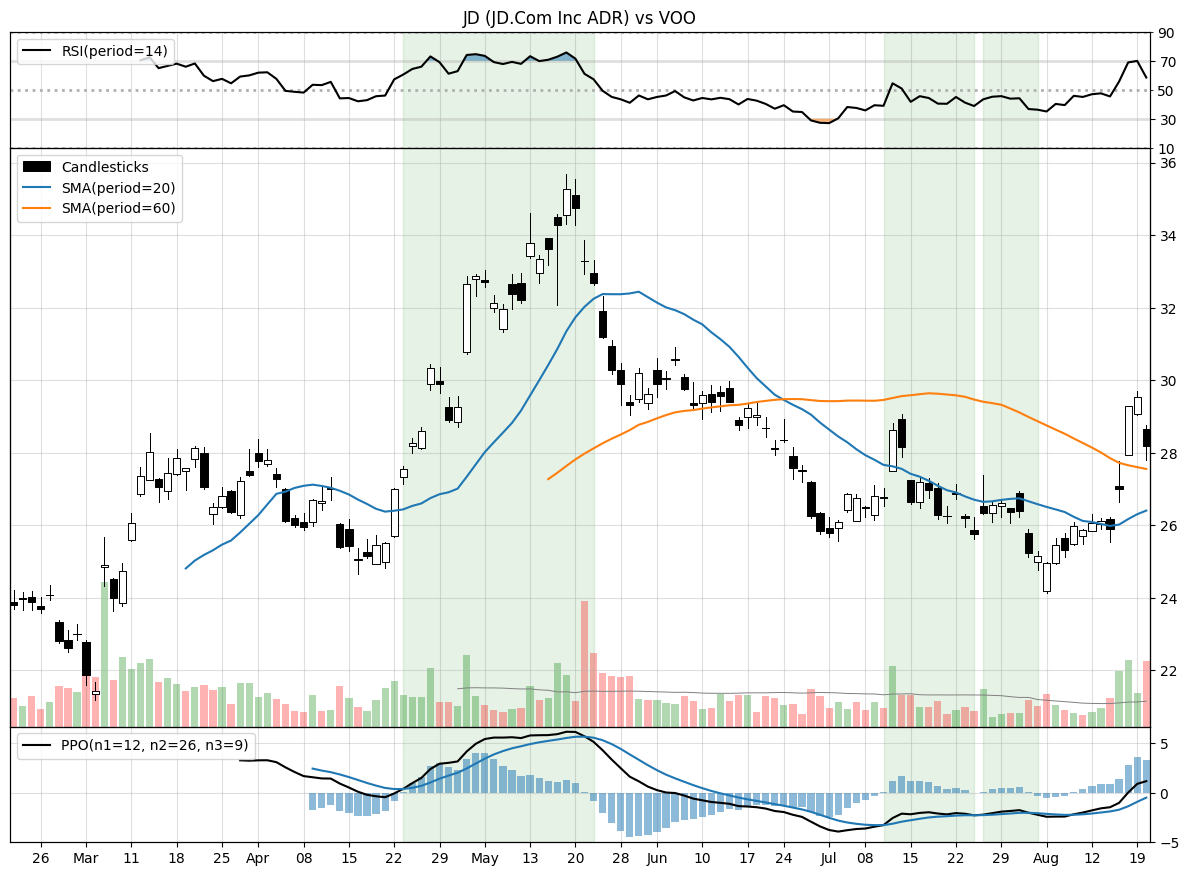 JD (JD.Com Inc ADR) vs VOO
RSI(period=14)
90
70
50
30
10
Candlesticks
SMA(period=20)
SMA(period=60)
36
34
32
30
28
26
24
22
PPO(n1=12, n2=26, n3=9)
5
0
−5
26 Mar 11 18 25 Apr 08 15 22 29 May 13 20 28 Jun 10 17 24 Jul 08 15 22 29 Aug 12 19